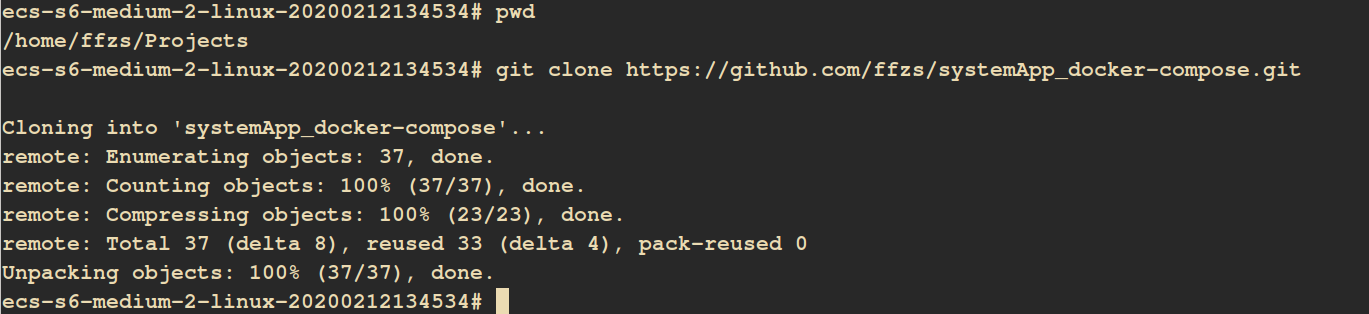 ecs-s6-medium-2-linux-20200212134534# pwd
/home/ffzs/Projects
ecs-s6-medium-2-linux-20200212134534# git clone https://github.com/ffzs/systemApp_docker-compose.git
Cloning into 'systemApp_docker-compose'...
remote: Enumerating objects: 37, done.
remote: Counting objects: 100% (37/37), done.
remote: Compressing objects: 100% (23/23), done.
remote: Total 37 (delta 8), reused 33 (delta 4), pack-reused 0
Unpacking objects: 100% (37/37), done.
ecs-s6-medium-2-linux-20200212134534#